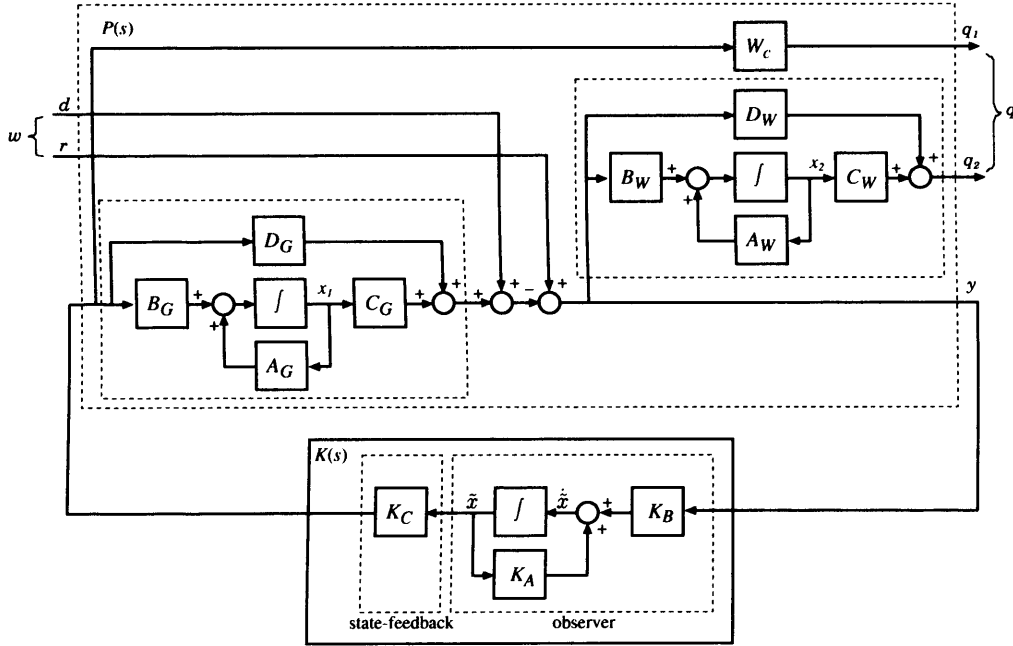 P(s)
W_c
q_1
d
w
r
q
D_W
B_W
+
+
∫
x_2
C_W
+
+
q_2
A_W
D_G
B_G
+
+
∫
x_1
C_G
+
+
+
+
−
+
y
A_G
K(s)
K_C
x̃
∫
ẋ̃
+
+
K_B
K_A
state-feedback
observer